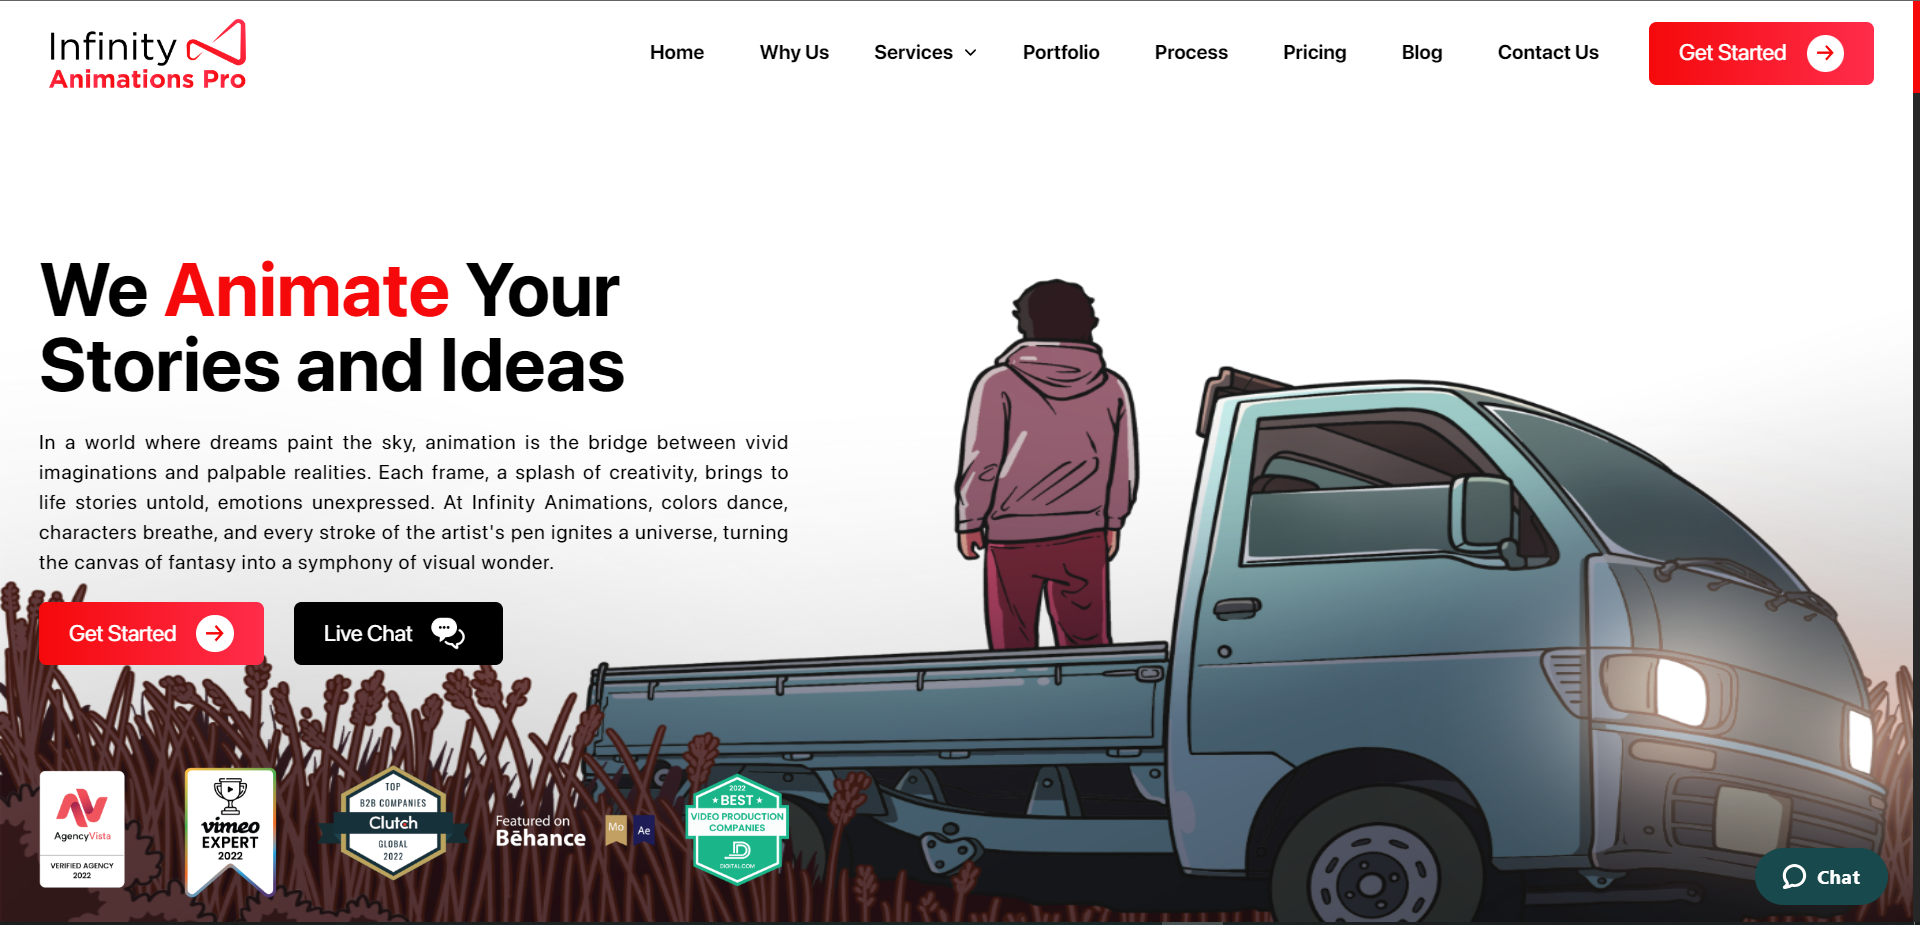 Infinity
Animations Pro
Home Why Us Services Portfolio Process Pricing Blog Contact Us Get Started
We Animate Your
Stories and Ideas
In a world where dreams paint the sky, animation is the bridge between vivid
imaginations and palpable realities. Each frame, a splash of creativity, brings to
life stories untold, emotions unexpressed. At Infinity Animations, colors dance,
characters breathe, and every stroke of the artist's pen ignites a universe, turning
the canvas of fantasy into a symphony of visual wonder.
Get Started Live Chat
AgencyVista
VERIFIED AGENCY
2022
vimeo
EXPERT
2022
TOP
B2B COMPANIES
Clutch
GLOBAL
2022
Featured on
Bēhance
Mo Ae
2022
BEST
VIDEO PRODUCTION
COMPANIES
DIGITAL.COM
Chat